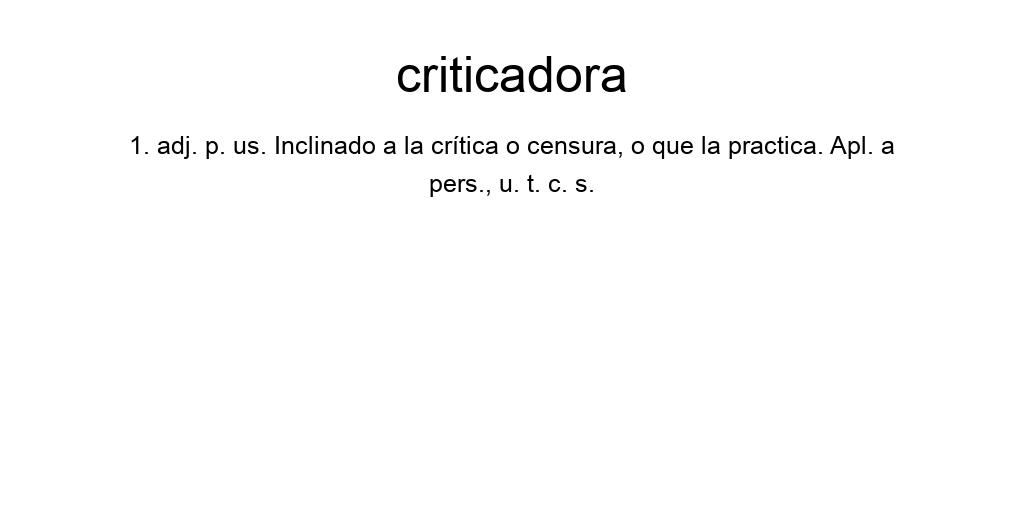 criticadora
1. adj. p. us. Inclinado a la crítica o censura, o que la practica. Apl. a
pers., u. t. c. s.